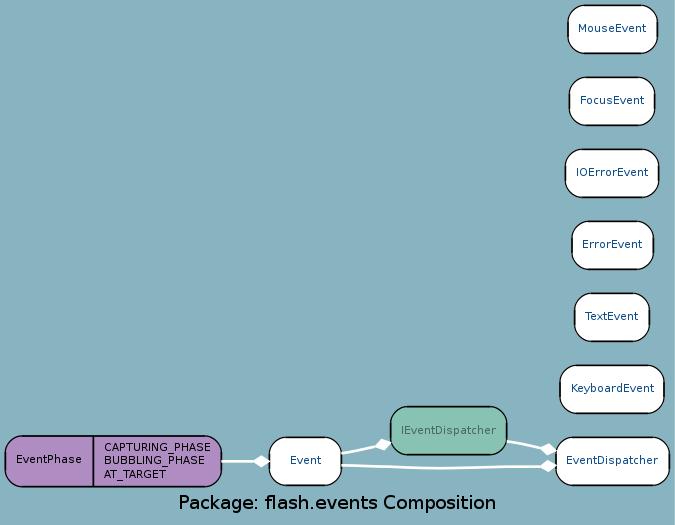 MouseEvent
FocusEvent
IOErrorEvent
ErrorEvent
TextEvent
KeyboardEvent
IEventDispatcher
EventPhase
CAPTURING_PHASE
BUBBLING_PHASE
AT_TARGET
Event
EventDispatcher
Package: flash.events Composition